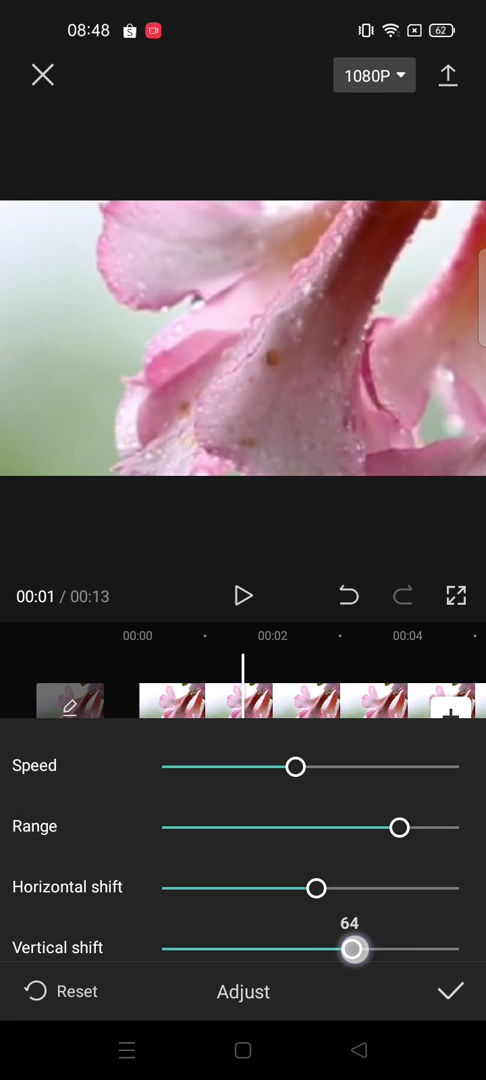 08:48
62
1080P
00:01 / 00:13
00:00
00:02
00:04
Speed
Range
Horizontal shift
64
Vertical shift
Reset
Adjust